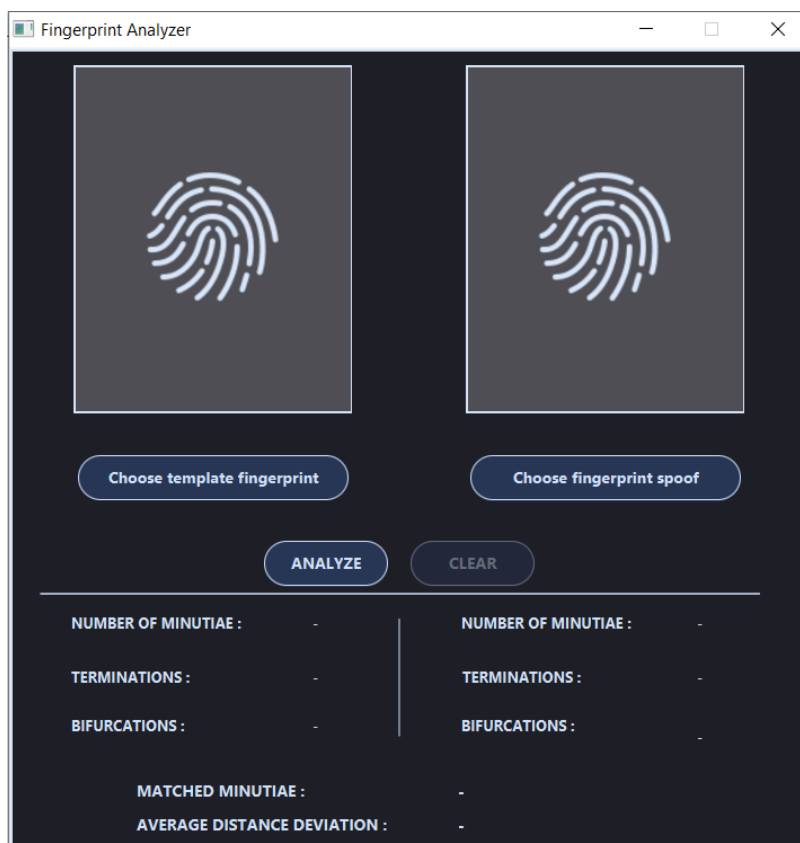 Fingerprint Analyzer
Choose template fingerprint
Choose fingerprint spoof
ANALYZE
CLEAR
NUMBER OF MINUTIAE : -
NUMBER OF MINUTIAE : -
TERMINATIONS : -
TERMINATIONS : -
BIFURCATIONS : -
BIFURCATIONS : -
MATCHED MINUTIAE : -
AVERAGE DISTANCE DEVIATION : -